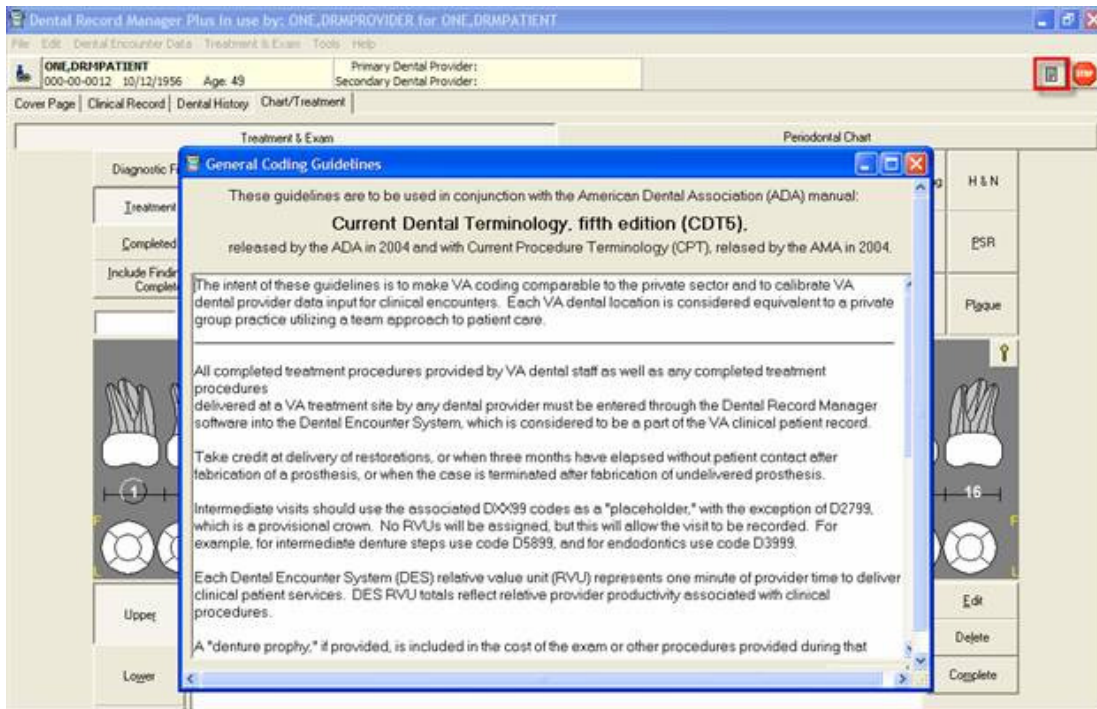 Dental Record Manager Plus in use by: ONE,DRMPROVIDER for ONE,DRMPATIENT
File Edit Dental Encounter Data Treatment & Exam Tools Help
ONE,DRMPATIENT Primary Dental Provider:
000-00-0012 10/12/1956 Age: 49 Secondary Dental Provider:
STOP
Cover Page Clinical Record Dental History Chart/Treatment
Treatment & Exam Periodontal Chart
Diagnostic Fi
General Coding Guidelines
H & N
Treatment
These guidelines are to be used in conjunction with the American Dental Association (ADA) manual:
Current Dental Terminology, fifth edition (CDT5),
Completed
released by the ADA in 2004 and with Current Procedure Terminology (CPT), relased by the AMA in 2004.
PSR
Include Findin
Complet
The intent of these guidelines is to make VA coding comparable to the private sector and to calibrate VA
dental provider data input for clinical encounters. Each VA dental location is considered equivalent to a private
group practice utilizing a team approach to patient care.
Plaque
All completed treatment procedures provided by VA dental staff as well as any completed treatment
procedures
delivered at a VA treatment site by any dental provider must be entered through the Dental Record Manager
software into the Dental Encounter System, which is considered to be a part of the VA clinical patient record.
Take credit at delivery of restorations, or when three months have elapsed without patient contact after
fabrication of a prosthesis, or when the case is terminated after fabrication of undelivered prosthesis.
1 16
Intermediate visits should use the associated DXX99 codes as a "placeholder," with the exception of D2799,
which is a provisional crown. No RVUs will be assigned, but this will allow the visit to be recorded. For
example, for intermediate denture steps use code D5899, and for endodontics use code D3999.
F F
L L
Each Dental Encounter System (DES) relative value unit (RVU) represents one minute of provider time to deliver
clinical patient services. DES RVU totals reflect relative provider productivity associated with clinical
procedures.
Upper
Edit
Delete
A "denture prophy," if provided, is included in the cost of the exam or other procedures provided during that
Lower
Complete